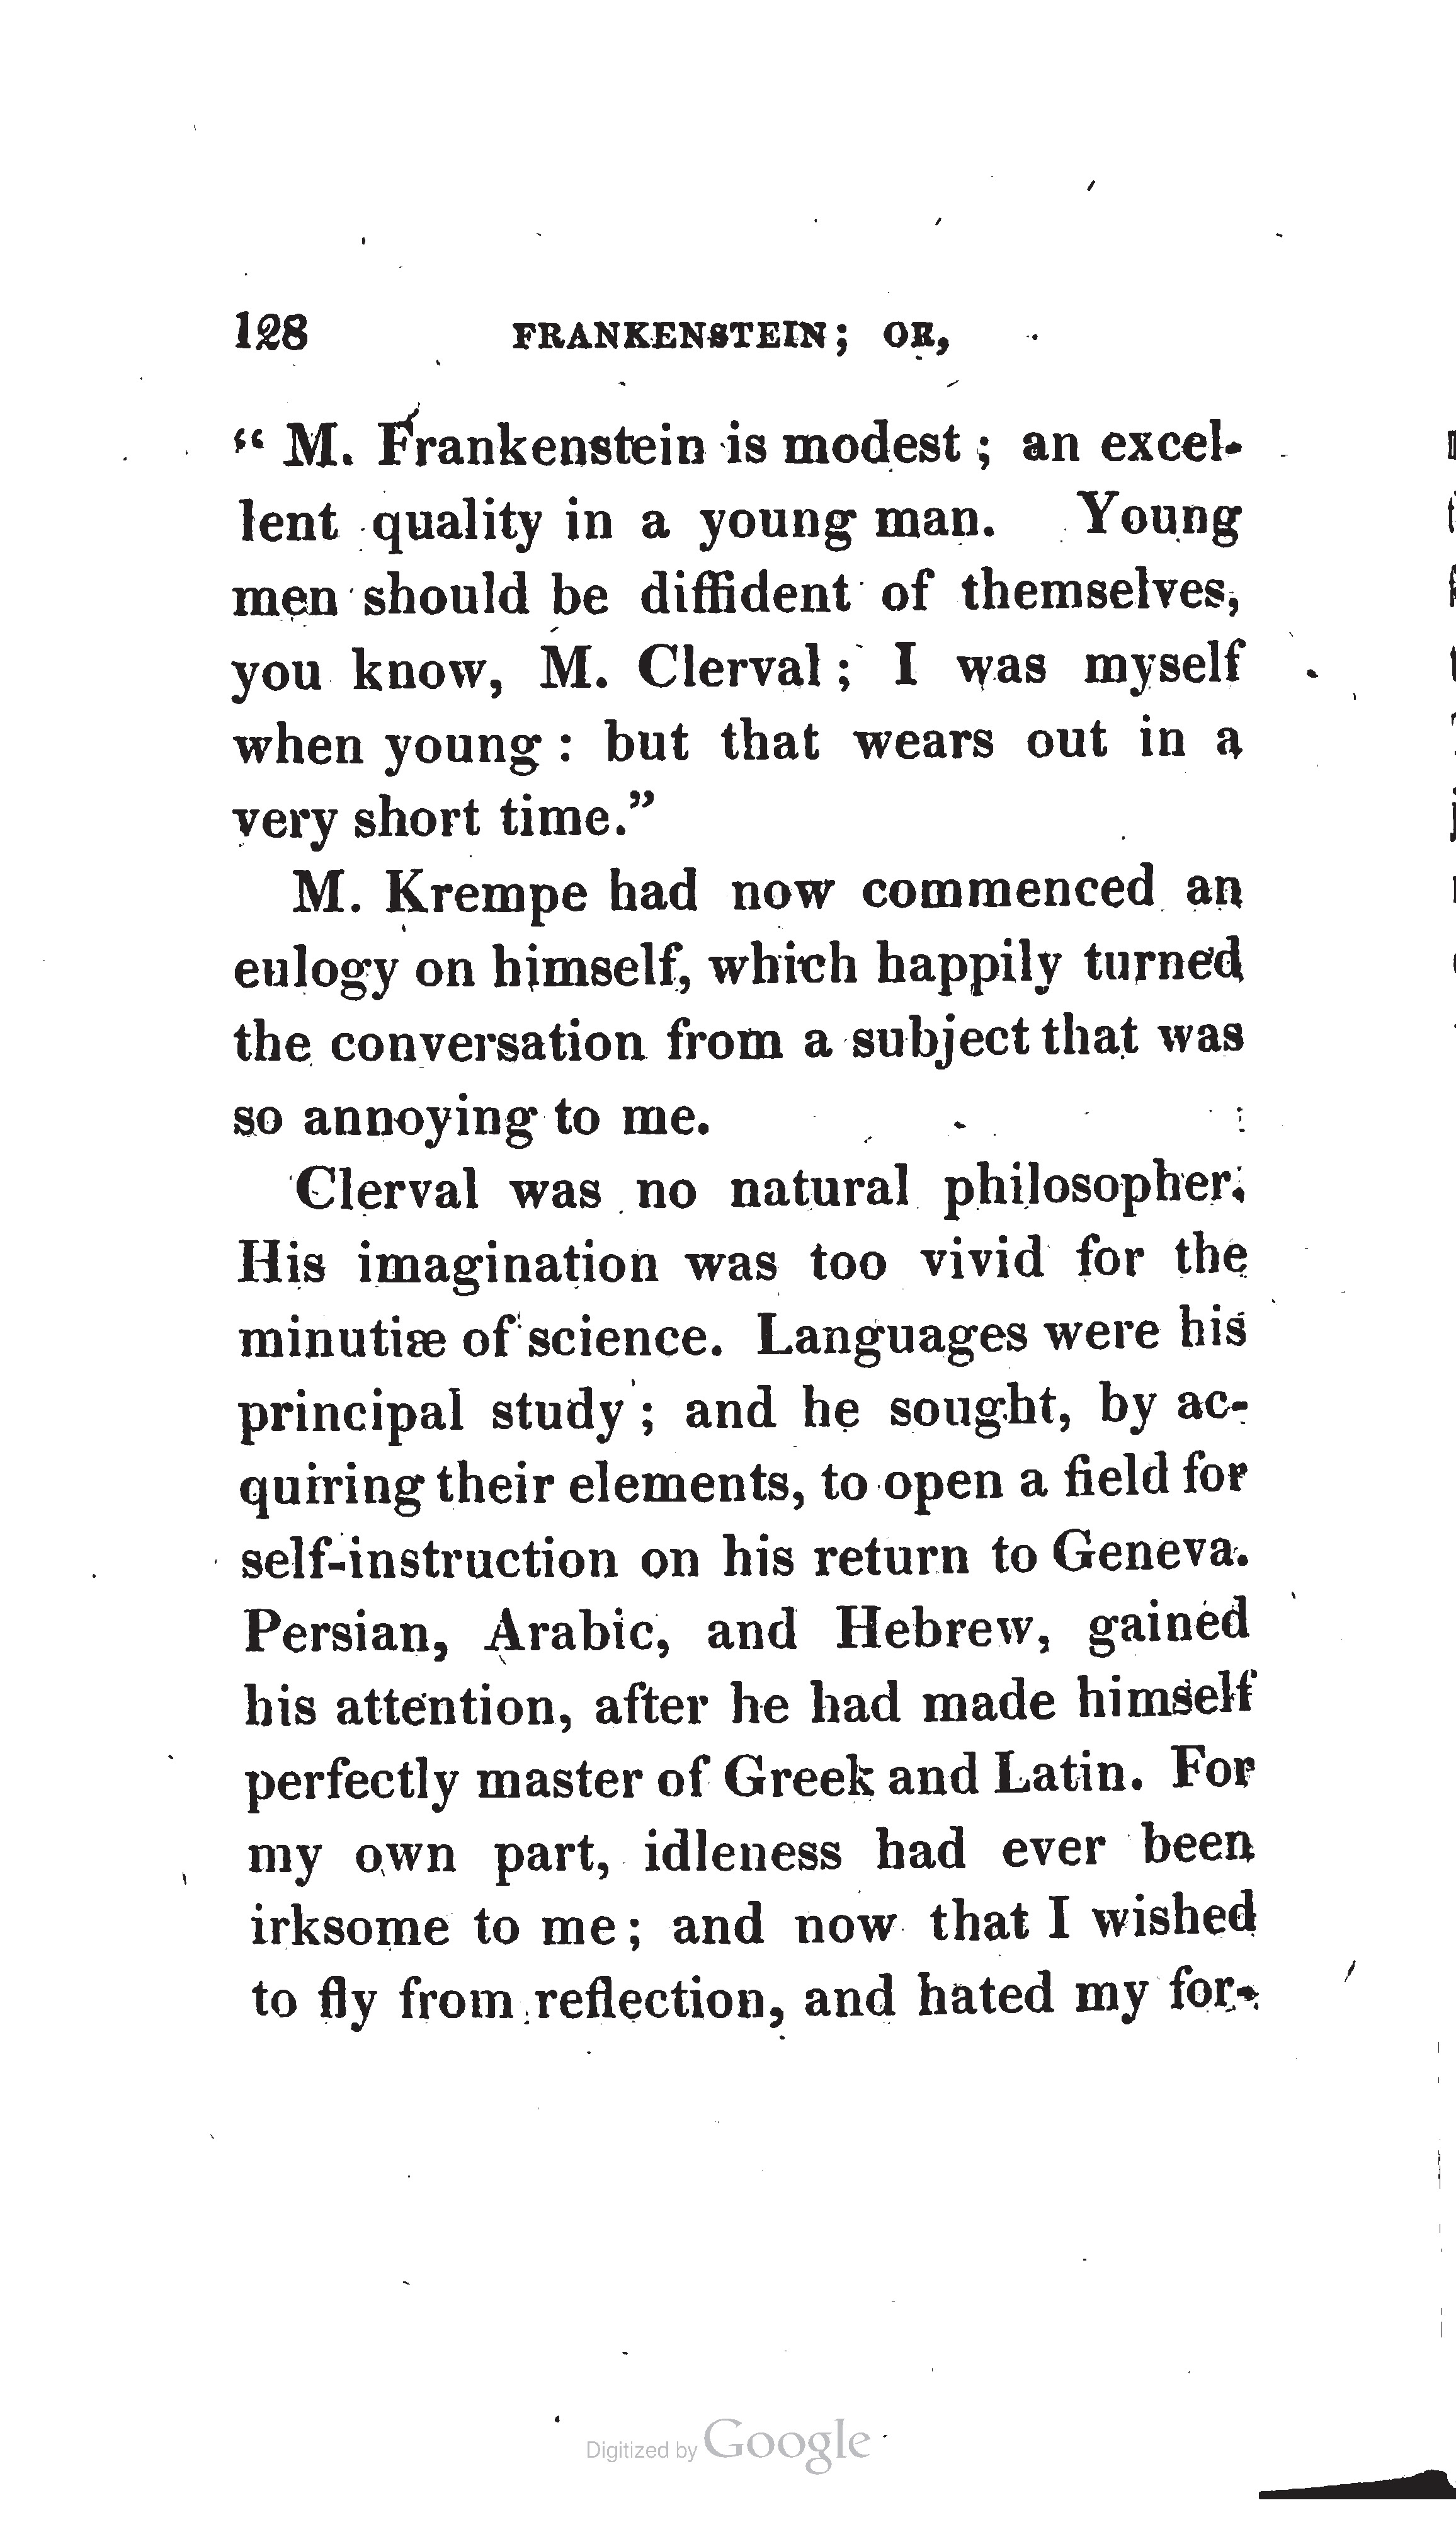 128 FRANKENSTEIN; OR,
“ M. Frankenstein is modest ; an excel-
lent quality in a young man. Young
men should be diffident of themselves,
you know, M. Clerval ; I was myself
when young : but that wears out in a
very short time.”
M. Krempe had now commenced an
eulogy on himself, which happily turned
the conversation from a subject that was
so annoying to me.
Clerval was no natural philosopher.
His imagination was too vivid for the
minutiæ of science. Languages were his
principal study ; and he sought, by ac-
quiring their elements, to open a field for
self-instruction on his return to Geneva.
Persian, Arabic, and Hebrew, gained
his attention, after he had made himself
perfectly master of Greek and Latin. For
my own part, idleness had ever been
irksome to me ; and now that I wished
to fly from reflection, and hated my for-
Digitized by Google